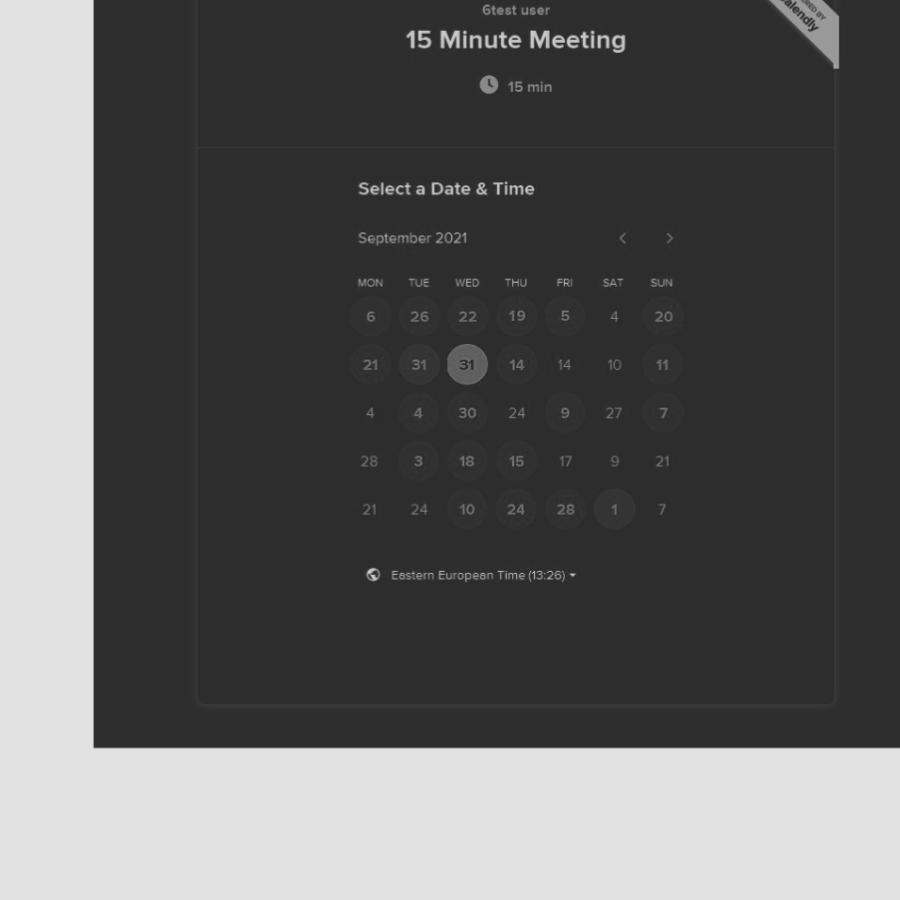 6test user
15 Minute Meeting
15 min
alendly
Select a Date & Time
September 2021
MON TUE WED THU FRI SAT SUN
6 26 22 19 5 4 20
21 31 31 14 14 10 11
4 4 30 24 9 27 7
28 3 18 15 17 9 21
21 24 10 24 28 1 7
Eastern European Time (13:26)